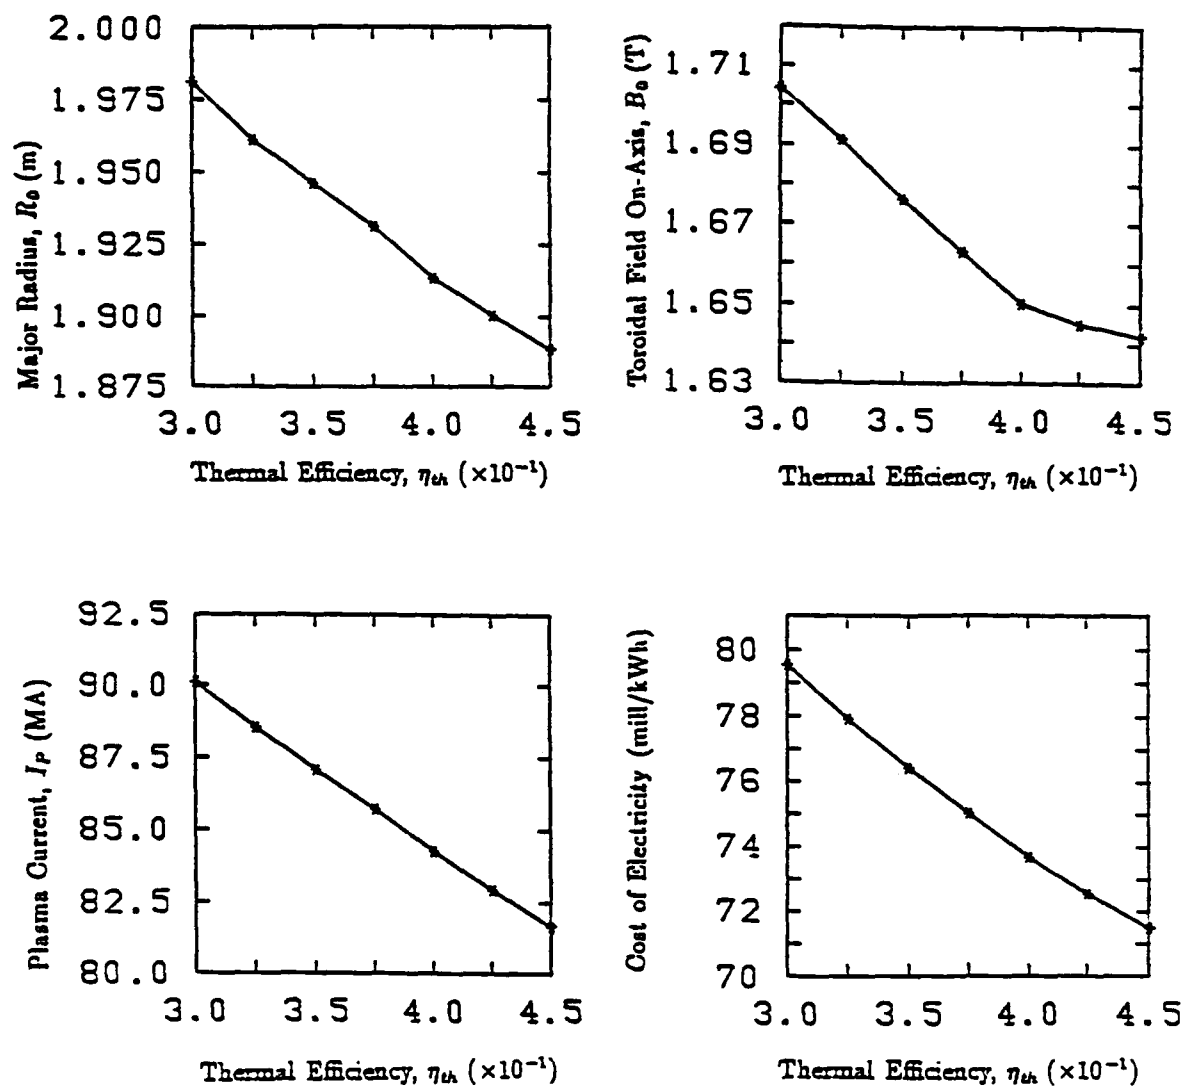 2.000
1.975
1.950
1.925
1.900
1.875
Major Radius, R₀ (m)
3.0 3.5 4.0 4.5
Thermal Efficiency, ηth (×10⁻¹)
1.71
1.69
1.67
1.65
1.63
Toroidal Field On-Axis, B₀ (T)
3.0 3.5 4.0 4.5
Thermal Efficiency, ηth (×10⁻¹)
92.5
90.0
87.5
85.0
82.5
80.0
Plasma Current, IP (MA)
3.0 3.5 4.0 4.5
Thermal Efficiency, ηth (×10⁻¹)
80
78
76
74
72
70
Cost of Electricity (mill/kWh)
3.0 3.5 4.0 4.5
Thermal Efficiency, ηth (×10⁻¹)